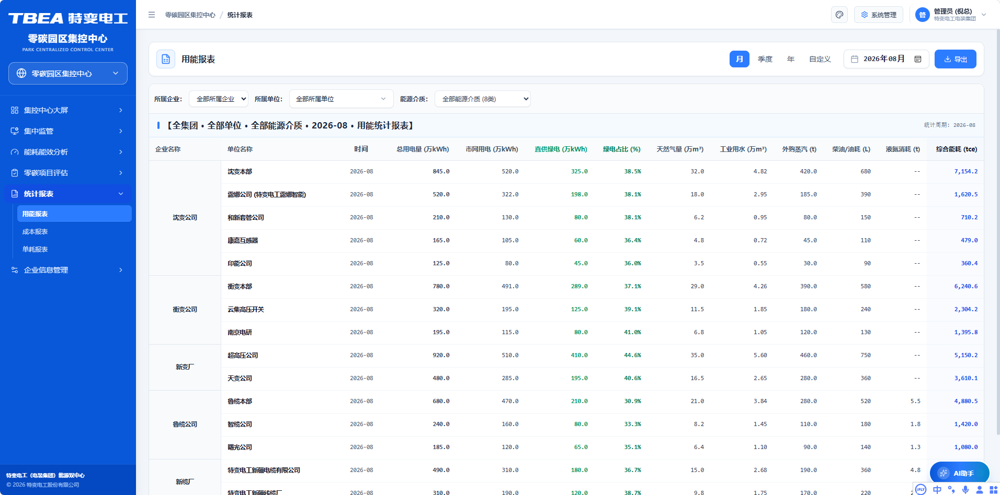 TBEA 特变电工
零碳园区集控中心
PARK CENTRALIZED CONTROL CENTER
零碳园区集控中心
集控中心大屏
集中监管
能耗能效分析
零碳项目评估
统计报表
用能报表
成本报表
单耗报表
企业信息管理
特变电工（电装集团）能源双中心
© 2026 特变电工股份有限公司
零碳园区集控中心 / 统计报表
系统管理
管 管理员 (倪总)
特变电工电装集团
用能报表
月 季度 年 自定义 2026年08月 导出
所属企业： 全部所属企业 所属单位： 全部所属单位 能源介质： 全部能源介质 (8类)
【全集团 • 全部单位 • 全部能源介质 • 2026-08 • 用能统计报表】 统计周期: 2026-08
企业名称 单位名称 时间 总用电量 (万kWh) 市网用电 (万kWh) 直供绿电 (万kWh) 绿电占比 (%) 天然气量 (万m³) 工业用水 (万m³) 外购蒸汽 (t) 柴油/油耗 (L) 液氮消耗 (t) 综合能耗 (tce)
沈变公司
沈变本部 2026-08 845.0 520.0 325.0 38.5% 32.0 4.82 420.0 680 -- 7,154.2
露娜公司 (特变电工露娜智能) 2026-08 520.0 322.0 198.0 38.1% 18.0 2.95 185.0 390 -- 1,620.5
和新套管公司 2026-08 210.0 130.0 80.0 38.1% 6.2 0.95 80.0 150 -- 710.2
康嘉互感器 2026-08 165.0 105.0 60.0 36.4% 4.8 0.72 45.0 110 -- 479.0
印能公司 2026-08 125.0 80.0 45.0 36.0% 3.5 0.55 30.0 90 -- 360.4
衡变公司
衡变本部 2026-08 780.0 491.0 289.0 37.1% 29.0 4.26 390.0 580 -- 6,240.6
云集高压开关 2026-08 320.0 195.0 125.0 39.1% 11.5 1.85 180.0 240 -- 2,304.2
南京电研 2026-08 195.0 115.0 80.0 41.0% 6.8 1.05 120.0 130 -- 1,395.8
新变厂
超高压公司 2026-08 920.0 510.0 410.0 44.6% 35.0 5.60 460.0 750 -- 5,150.2
天变公司 2026-08 480.0 285.0 195.0 40.6% 16.5 2.65 280.0 360 -- 3,610.1
鲁缆公司
鲁缆本部 2026-08 680.0 470.0 210.0 30.9% 21.0 3.84 280.0 520 5.5 4,880.5
智缆公司 2026-08 240.0 160.0 80.0 33.3% 8.2 1.45 110.0 180 1.8 1,420.0
曙光公司 2026-08 185.0 120.0 65.0 35.1% 6.4 1.10 90.0 140 1.3 1,080.0
新缆厂
特变电工新疆电缆有限公司 2026-08 490.0 310.0 180.0 36.7% 15.0 2.68 190.0 360 4.8
特变电工新疆线缆厂 2026-08 310.0 190.0 120.0 38.7% 9.8 1.75 170.0 220
AI助手
iFLY 中